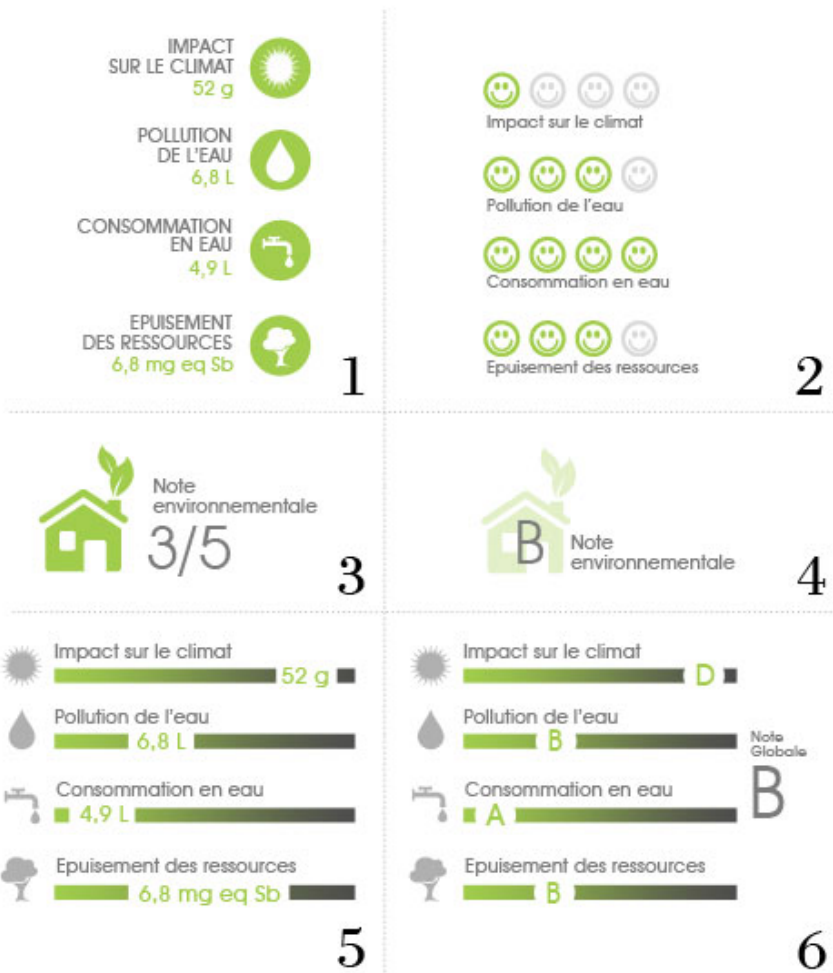 IMPACT
SUR LE CLIMAT
52 g
POLLUTION
DE L'EAU
6,8 L
CONSOMMATION
EN EAU
4,9 L
EPUISEMENT
DES RESSOURCES
6,8 mg eq Sb
1
Impact sur le climat
Pollution de l'eau
Consommation en eau
Epuisement des ressources
2
Note
environnementale
3/5
3
B
Note
environnementale
4
Impact sur le climat
52 g
Pollution de l'eau
6,8 L
Consommation en eau
4,9 L
Epuisement des ressources
6,8 mg eq Sb
5
Impact sur le climat
D
Pollution de l'eau
B
Consommation en eau
A
Epuisement des ressources
B
Note
Globale
B
6